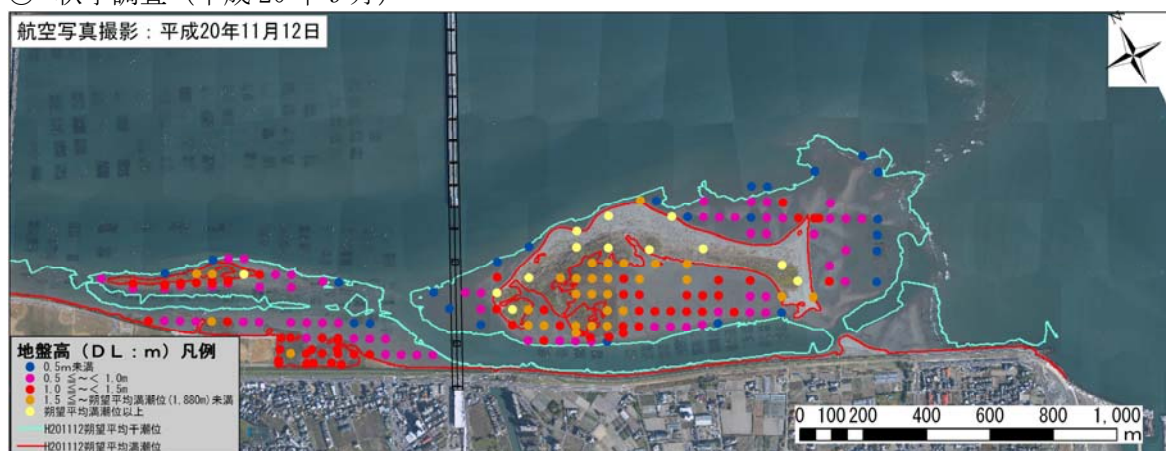 航空写真撮影：平成20年11月12日
地盤高（ＤＬ：ｍ）凡例
0.5m未満
0.5 ≦～＜ 1.0m
1.0 ≦～＜ 1.5m
1.5 ≦～朔望平均満潮位(1.880m)未満
朔望平均満潮位以上
H201112朔望平均干潮位
H201112朔望平均満潮位
0 100 200 400 600 800 1,000
m